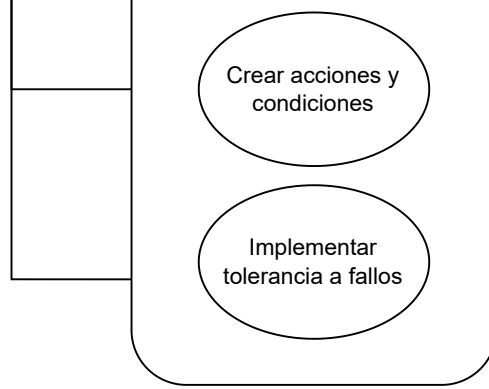 Crear acciones y
condiciones
Implementar
tolerancia a fallos